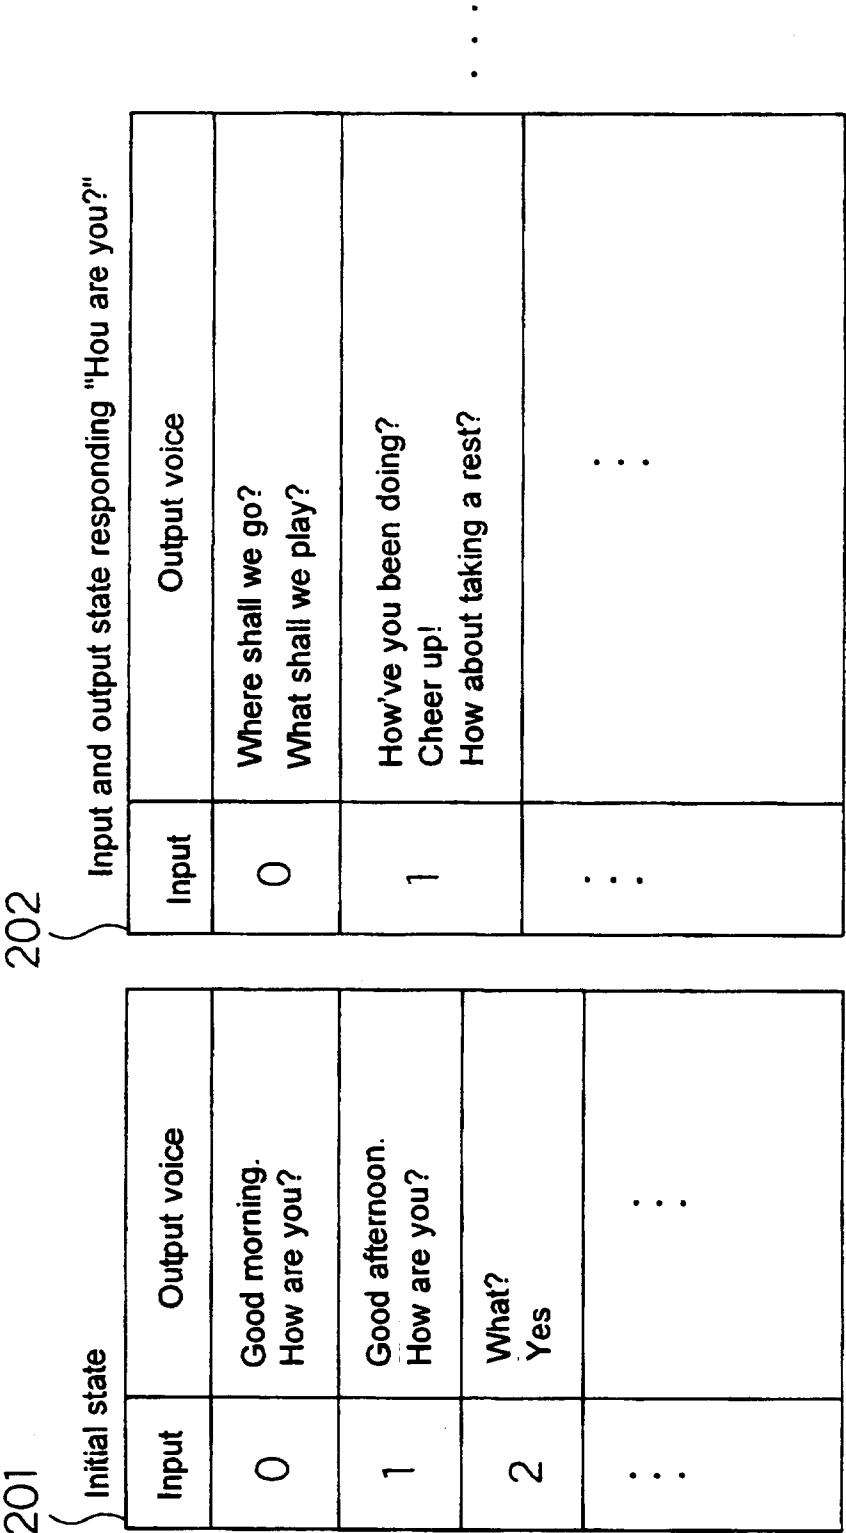 201
Initial state
Input Output voice
0 Good morning.
How are you?
1 Good afternoon.
How are you?
2 What?
Yes
. . . . . .
202
Input and output state responding "Hou are you?"
Input Output voice
0 Where shall we go?
What shall we play?
1 How've you been doing?
Cheer up!
How about taking a rest?
. . . . . .
. . .